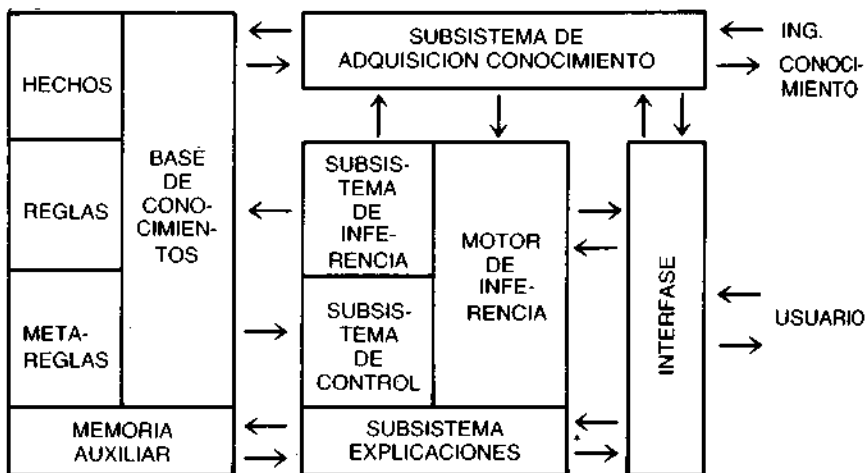 HECHOS
REGLAS
META-
REGLAS
BASE
DE
CONO-
CIMIEN-
TOS
MEMORIA
AUXILIAR
SUBSISTEMA DE
ADQUISICION CONOCIMIENTO
SUBSIS-
TEMA
DE
INFE-
RENCIA
SUBSIS-
TEMA
DE
CONTROL
MOTOR
DE
INFE-
RENCIA
SUBSISTEMA
EXPLICACIONES
INTERFASE
ING.
CONOCI-
MIENTO
USUARIO